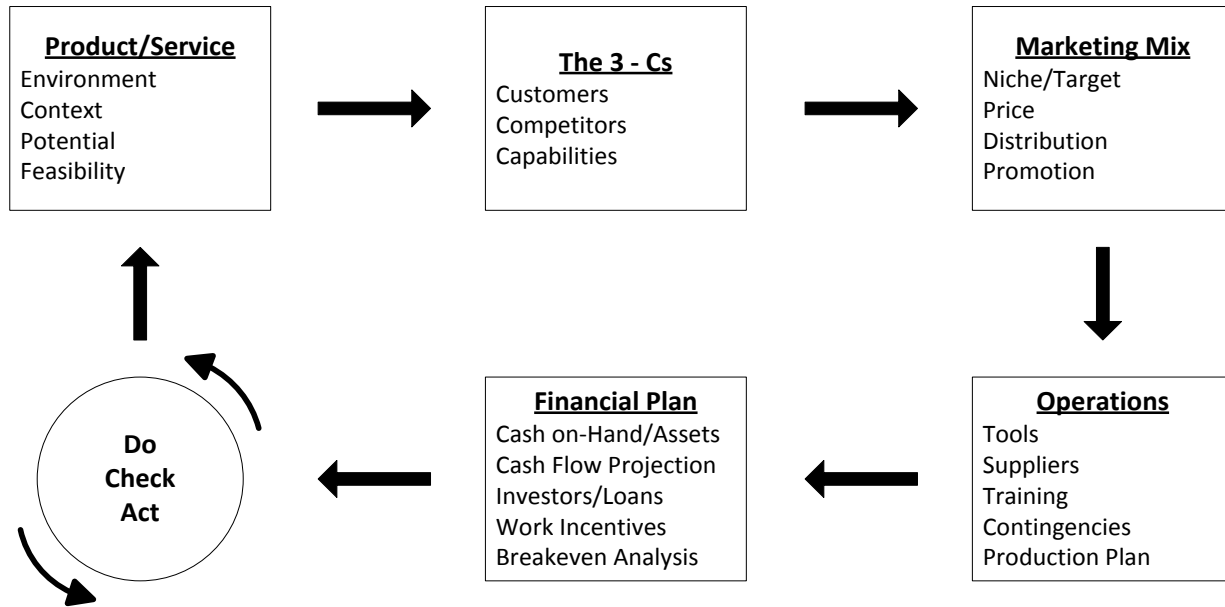 Product/Service
Environment
Context
Potential
Feasibility
The 3 - Cs
Customers
Competitors
Capabilities
Marketing Mix
Niche/Target
Price
Distribution
Promotion
Operations
Tools
Suppliers
Training
Contingencies
Production Plan
Financial Plan
Cash on-Hand/Assets
Cash Flow Projection
Investors/Loans
Work Incentives
Breakeven Analysis
Do
Check
Act